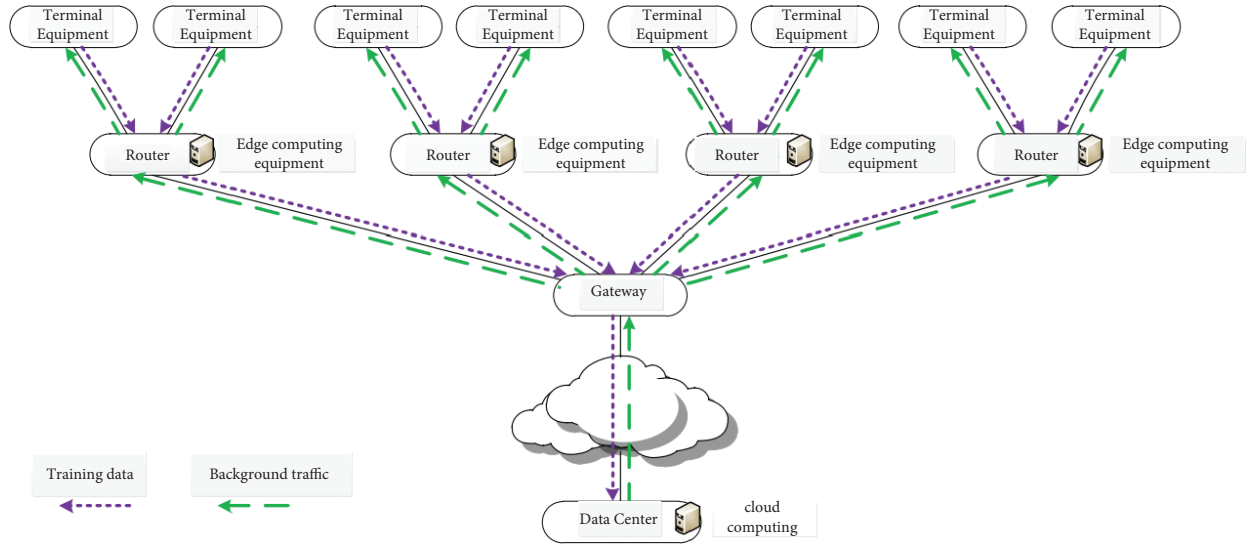 Terminal
Equipment
Terminal
Equipment
Terminal
Equipment
Terminal
Equipment
Terminal
Equipment
Terminal
Equipment
Terminal
Equipment
Terminal
Equipment
Router
Edge computing
equipment
Router
Edge computing
equipment
Router
Edge computing
equipment
Router
Edge computing
equipment
Gateway
Training data
Background traffic
Data Center
cloud
computing